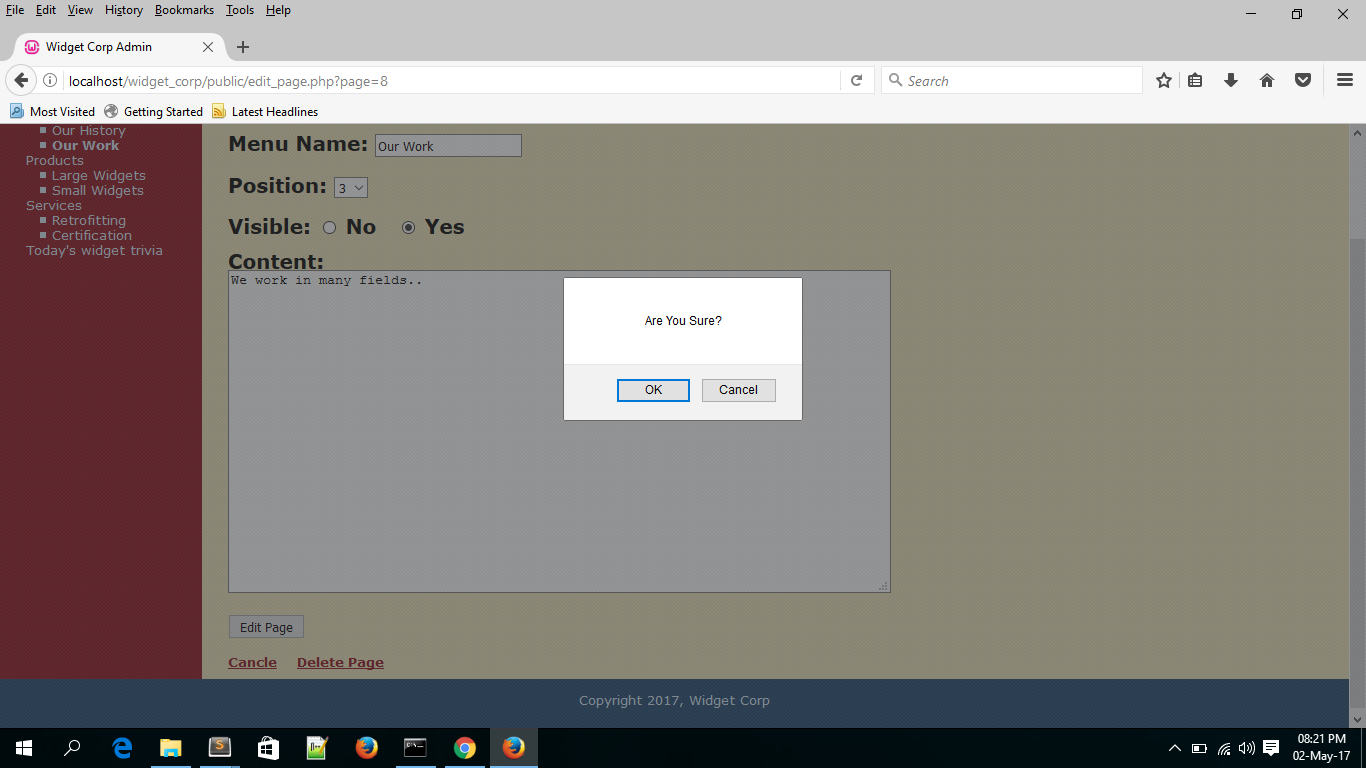 File Edit View History Bookmarks Tools Help
Widget Corp Admin
localhost/widget_corp/public/edit_page.php?page=8
Search
Most Visited Getting Started Latest Headlines
Our History
Our Work
Products
Large Widgets
Small Widgets
Services
Retrofitting
Certification
Today's widget trivia
Menu Name: Our Work
Position: 3
Visible: No Yes
Content:
We work in many fields..
Are You Sure?
OK Cancel
Edit Page
Cancle Delete Page
Copyright 2017, Widget Corp
08:21 PM
02-May-17